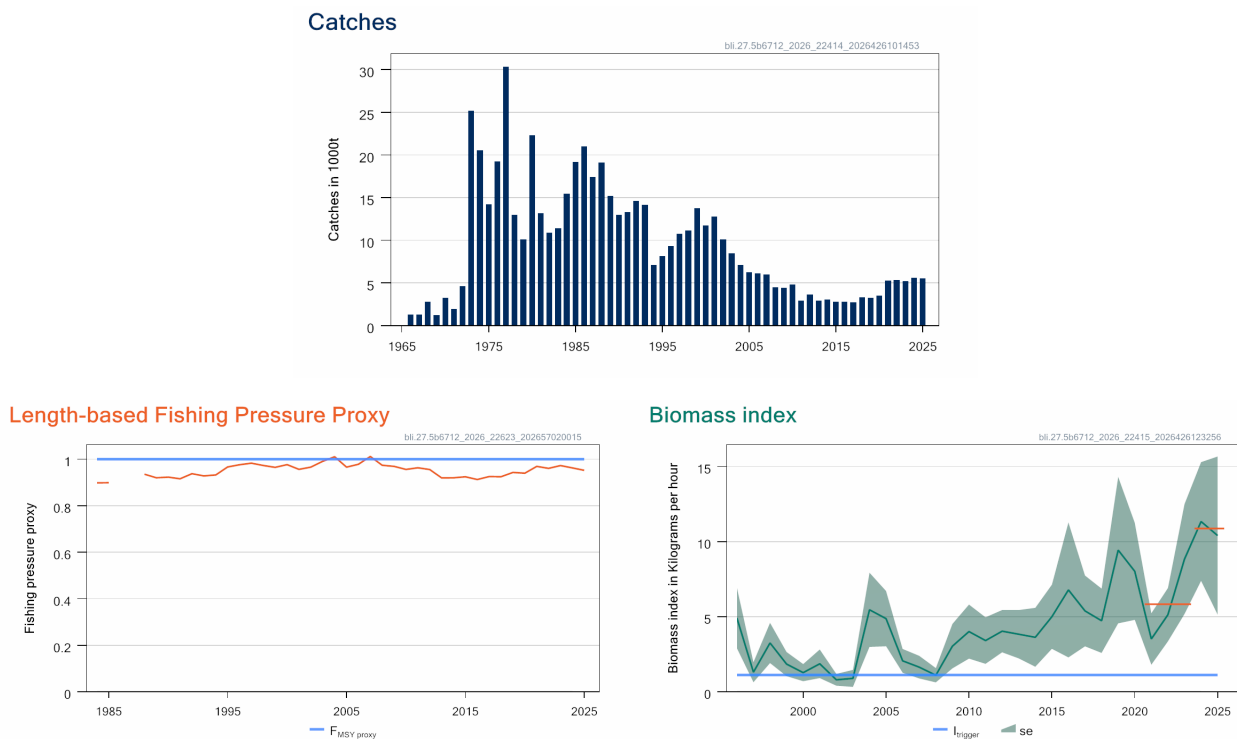 Catches
bli.27.5b6712_2026_22414_2026426101453
Catches in 1000t
30
25
20
15
10
5
0
1965 1975 1985 1995 2005 2015 2025
Length-based Fishing Pressure Proxy
bli.27.5b6712_2026_22623_202657020015
Fishing pressure proxy
1
0.8
0.6
0.4
0.2
0
1985 1995 2005 2015 2025
F MSY proxy
Biomass index
bli.27.5b6712_2026_22415_2026426123256
Biomass index in Kilograms per hour
15
10
5
0
2000 2005 2010 2015 2020 2025
I trigger se